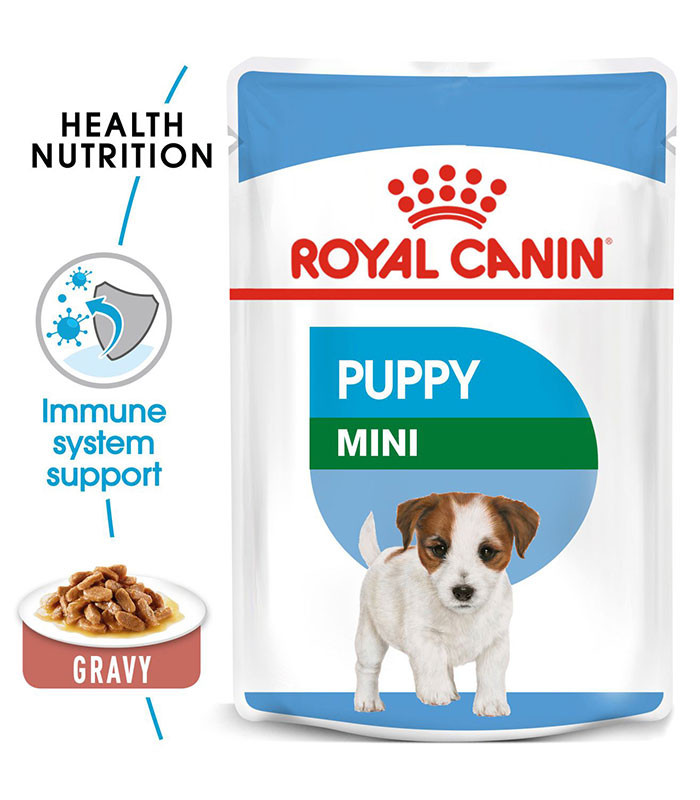 HEALTH
NUTRITION
Immune
system
support
GRAVY
ROYAL CANIN®
PUPPY
MINI